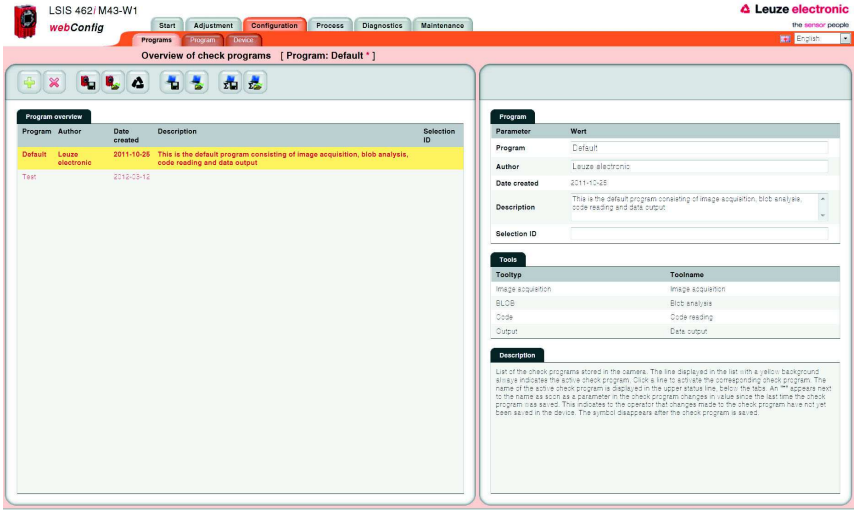 LSIS 462i M43-W1
Leuze electronic
webConfig
Start Adjustment Configuration Process Diagnostics Maintenance
the sensor people
Programs Program Device
English
Overview of check programs [ Program: Default * ]
Program overview
Program Author Date created Description Selection ID
Default Leuze electronic 2011-10-25 This is the default program consisting of image acquisition, blob analysis,
code reading and data output
Test 2012-03-12
Program
Parameter Wert
Program Default
Author Leuze electronic
Date created 2011-10-25
Description This is the default program consisting of image acquisition, blob analysis,
code reading and data output
Selection ID
Tools
Tooltyp Toolname
Image acquisition Image acquisition
BLOB Blob analysis
Code Code reading
Output Data output
Description
List of the check programs stored in the camera. The line displayed in the list with a yellow background
always indicates the active check program. Click a line to activate the corresponding check program. The
name of the active check program is displayed in the upper status line, below the tabs. An "*" appears next
to the name as soon as a parameter in the check program changes in value since the last time the check
program was saved. This indicates to the operator that changes made to the check program have not yet
been saved in the device. The symbol disappears after the check program is saved.